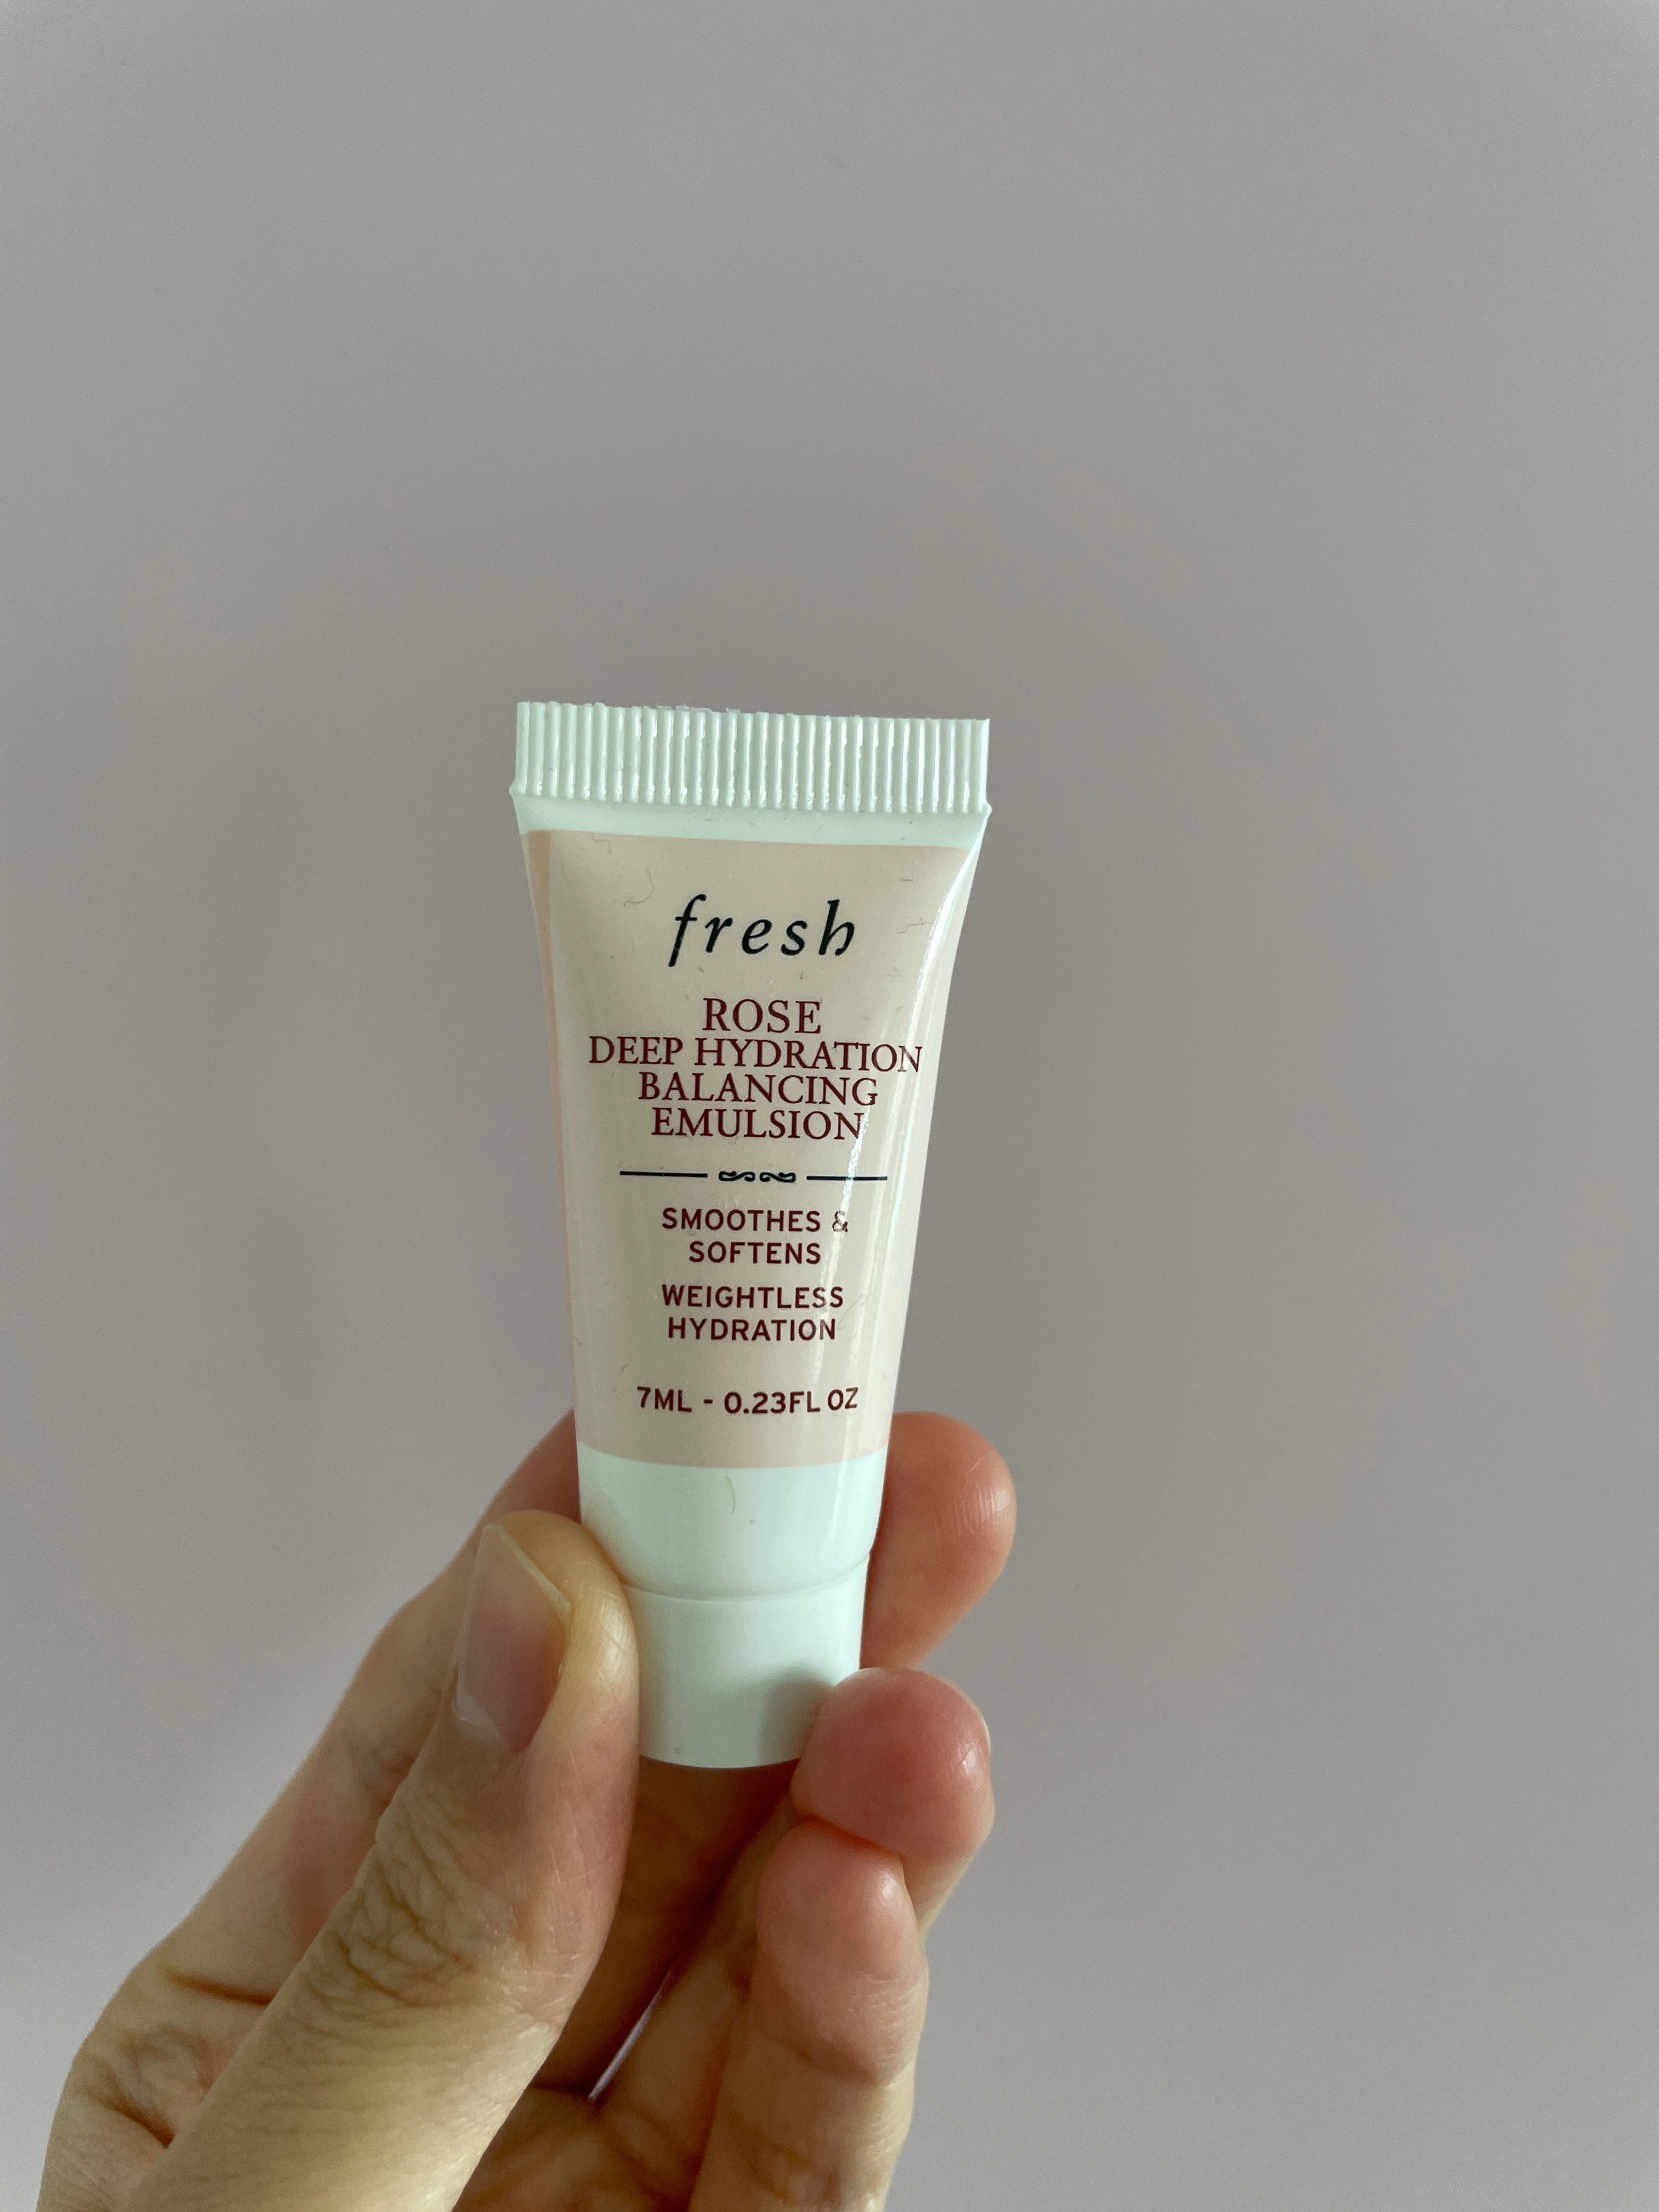 fresh
ROSE
DEEP HYDRATION
BALANCING
EMULSION
SMOOTHES &
SOFTENS
WEIGHTLESS
HYDRATION
7ML - 0.23FL OZ